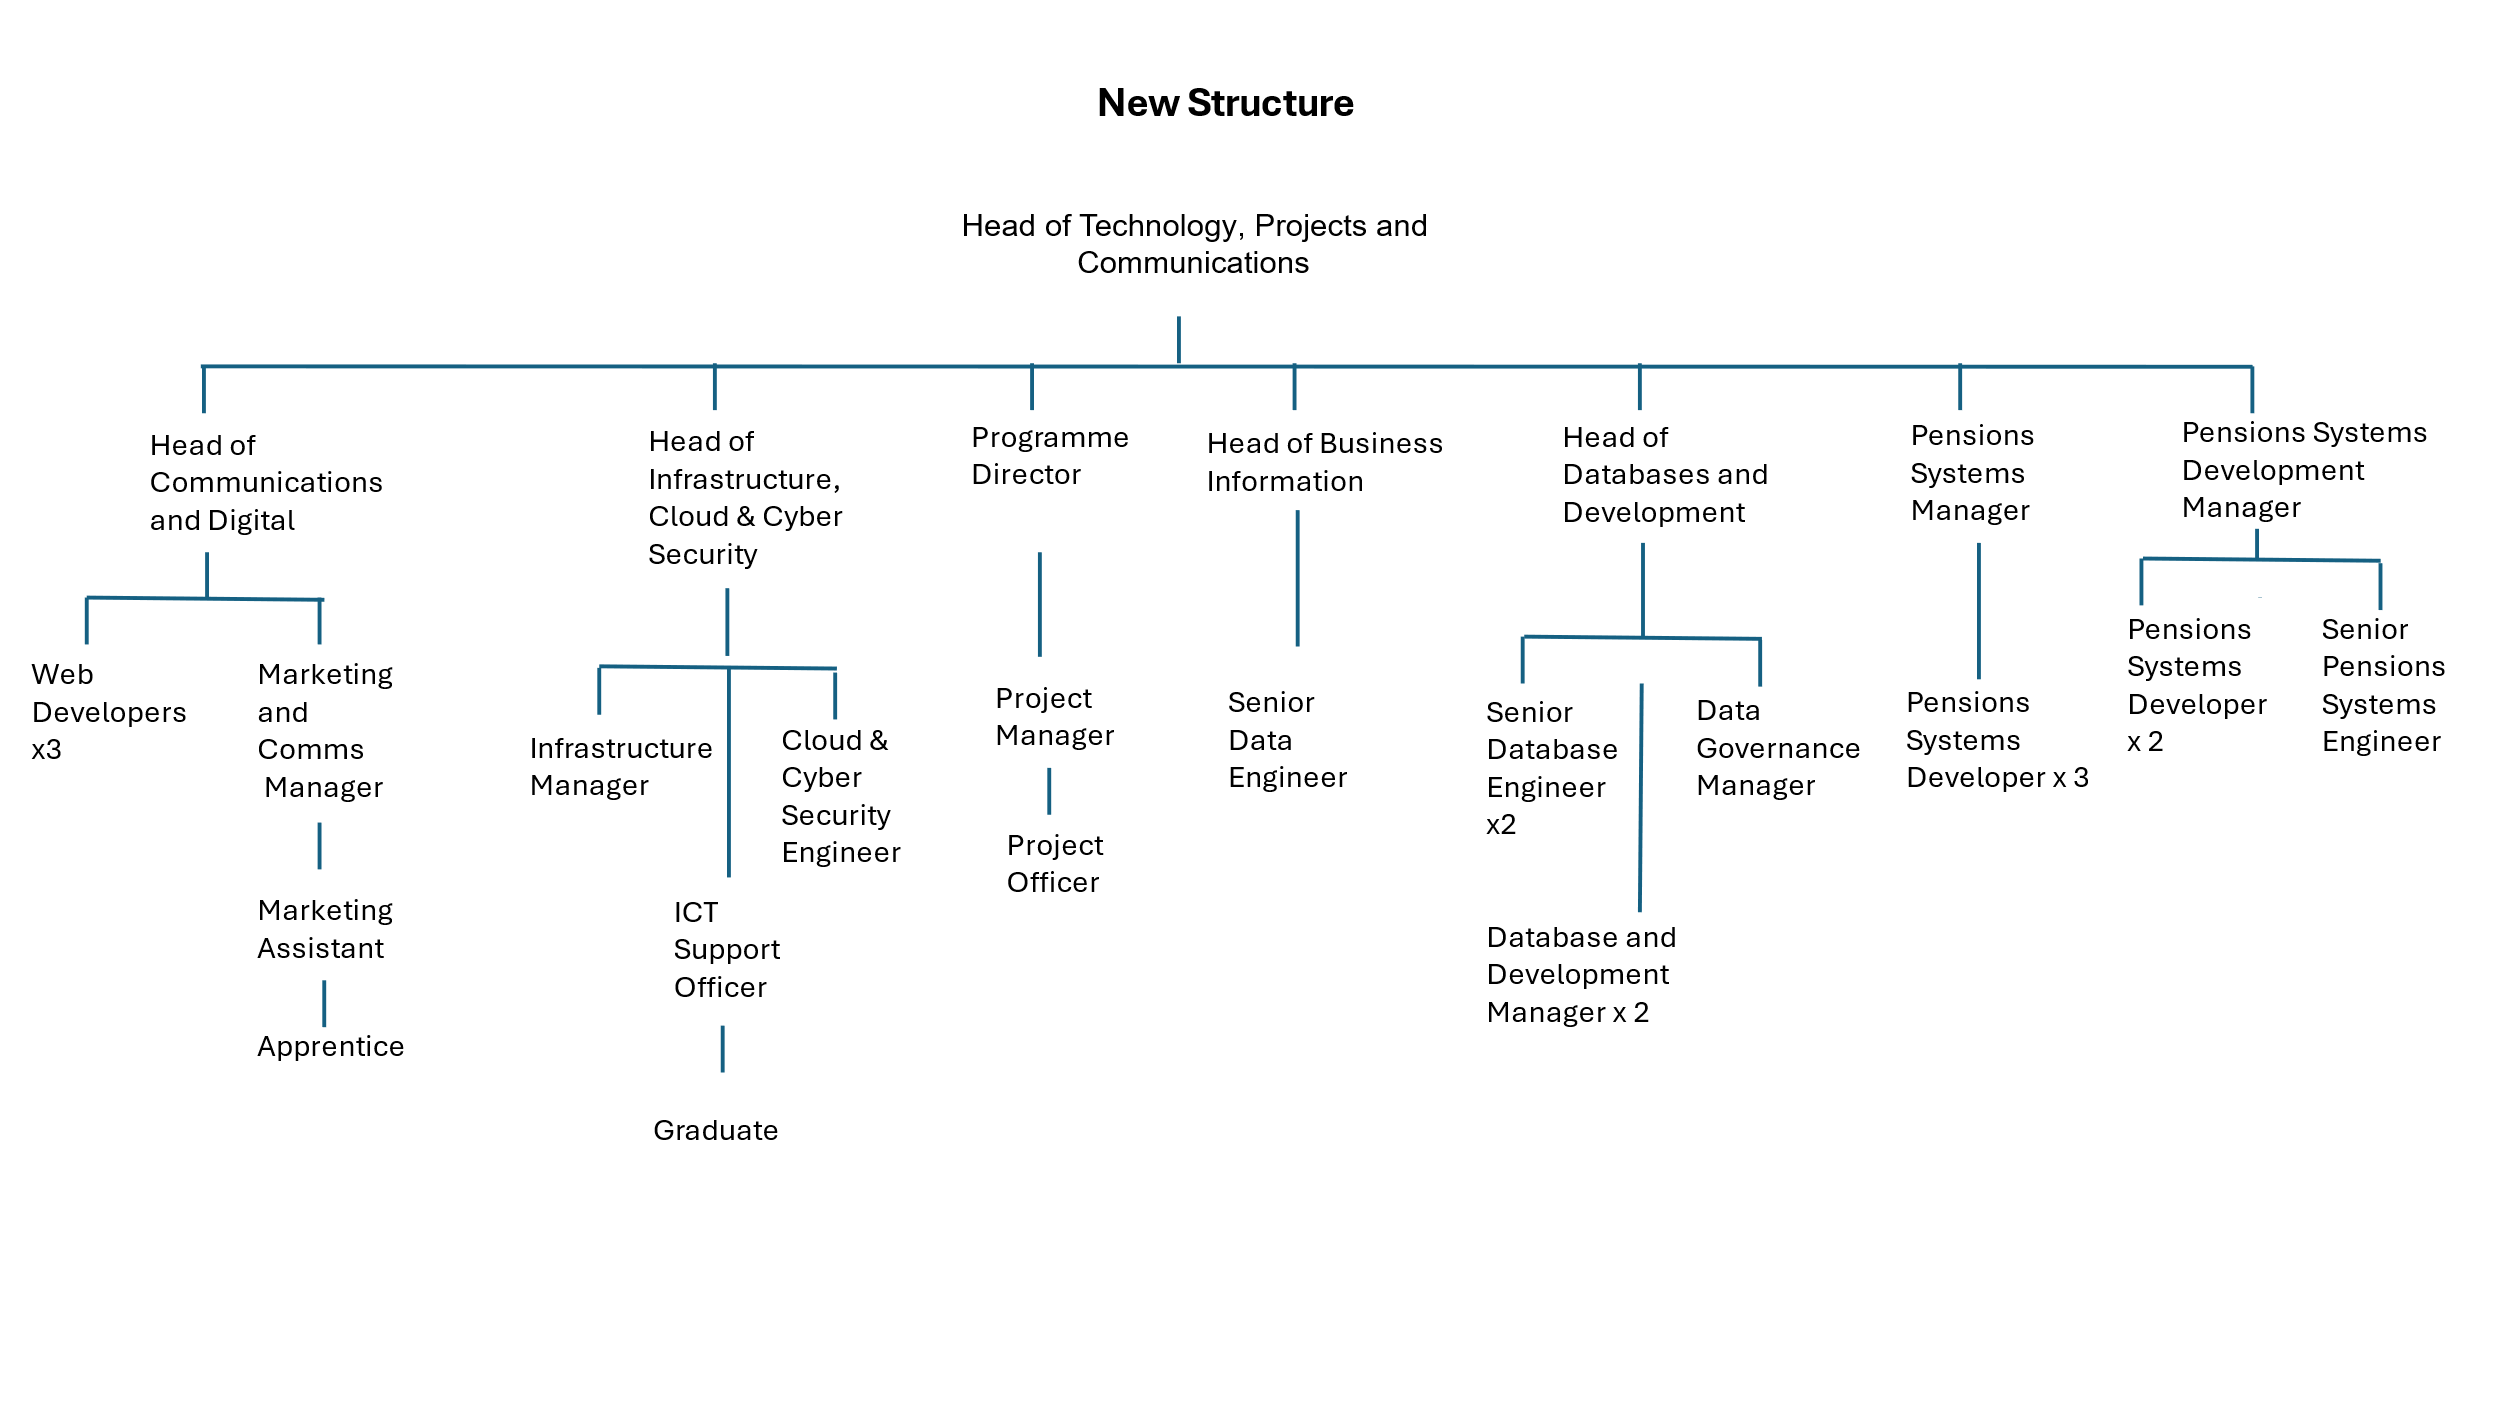 New Structure
Head of Technology, Projects and
Communications
Head of
Communications
and Digital
Head of
Infrastructure,
Cloud & Cyber
Security
Programme
Director
Head of Business
Information
Head of
Databases and
Development
Pensions
Systems
Manager
Pensions Systems
Development
Manager
Web
Developers
x3
Marketing
and
Comms
Manager
Infrastructure
Manager
Cloud &
Cyber
Security
Engineer
Project
Manager
Senior
Data
Engineer
Senior
Database
Engineer
x2
Data
Governance
Manager
Pensions
Systems
Developer x 3
Pensions
Systems
Developer
x 2
Senior
Pensions
Systems
Engineer
Marketing
Assistant
ICT
Support
Officer
Project
Officer
Database and
Development
Manager x 2
Apprentice
Graduate